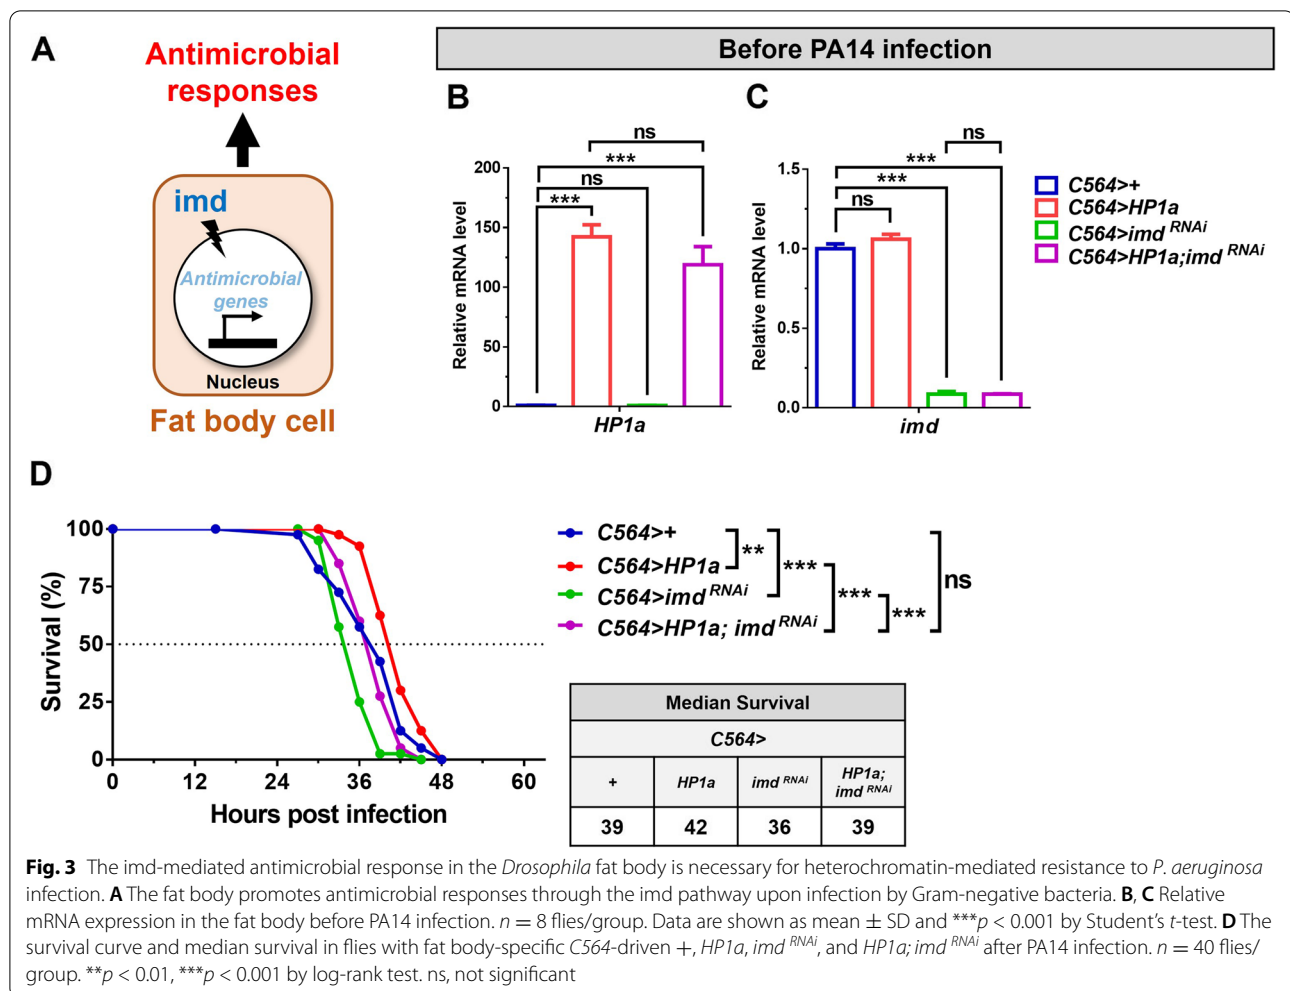 A
Antimicrobial
responses
imd
Antimicrobial
genes
Nucleus
Fat body cell
Before PA14 infection
B
Relative mRNA level
200
150
100
50
0
***
ns
***
ns
HP1a
C
Relative mRNA level
1.5
1.0
0.5
0.0
ns
***
***
ns
imd
C564>+
C564>HP1a
C564>imd RNAi
C564>HP1a;imd RNAi
D
Survival (%)
100
75
50
25
0
0 12 24 36 48 60
Hours post infection
C564>+
C564>HP1a
C564>imd RNAi
C564>HP1a; imd RNAi
**
***
***
***
ns
Median Survival
C564>
+ HP1a imd RNAi HP1a; imd RNAi
39 42 36 39
Fig. 3 The imd-mediated antimicrobial response in the Drosophila fat body is necessary for heterochromatin-mediated resistance to P. aeruginosa
infection. A The fat body promotes antimicrobial responses through the imd pathway upon infection by Gram-negative bacteria. B, C Relative
mRNA expression in the fat body before PA14 infection. n = 8 flies/group. Data are shown as mean ± SD and ***p < 0.001 by Student's t-test. D The
survival curve and median survival in flies with fat body-specific C564-driven +, HP1a, imd RNAi, and HP1a; imd RNAi after PA14 infection. n = 40 flies/
group. **p < 0.01, ***p < 0.001 by log-rank test. ns, not significant